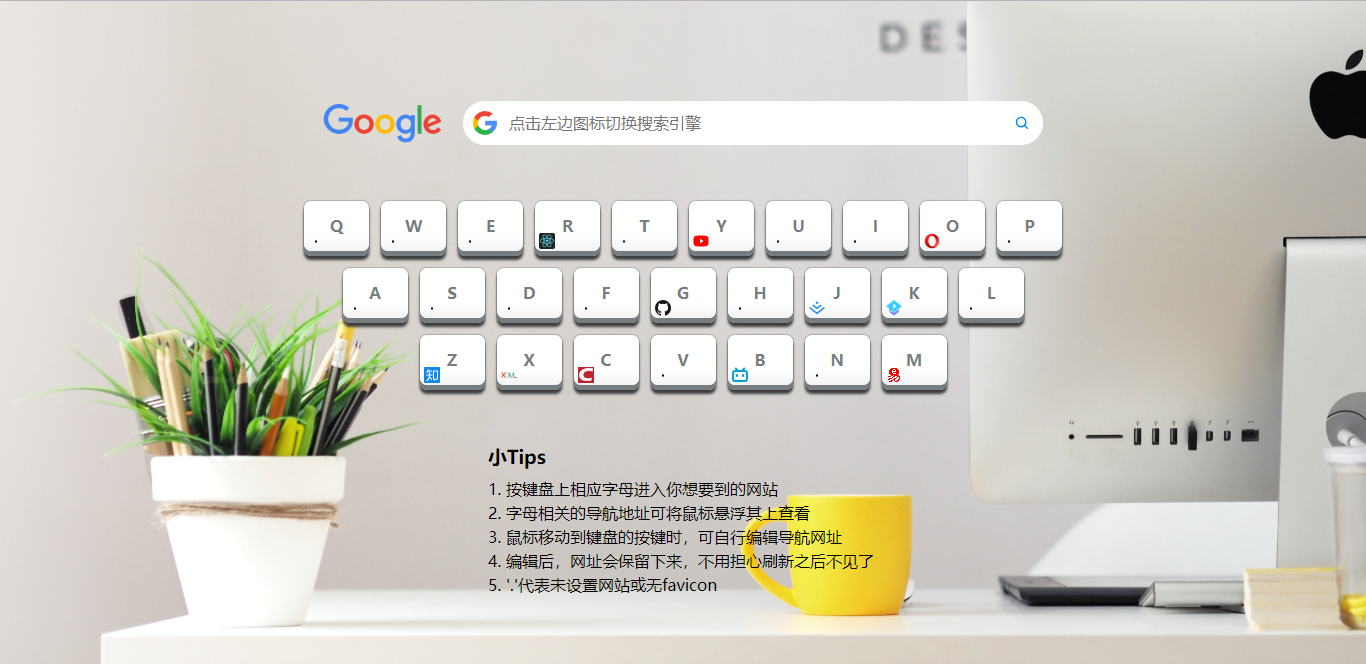 DES
Google
点击左边图标切换搜索引擎
Q W E R T Y U I O P
A S D F G H J K L
Z X C V B N M
知
小Tips
1. 按键盘上相应字母进入你想要到的网站
2. 字母相关的导航地址可将鼠标悬浮其上查看
3. 鼠标移动到键盘的按键时，可自行编辑导航网址
4. 编辑后，网址会保留下来，不用担心刷新之后不见了
5. '.'代表未设置网站或无favicon